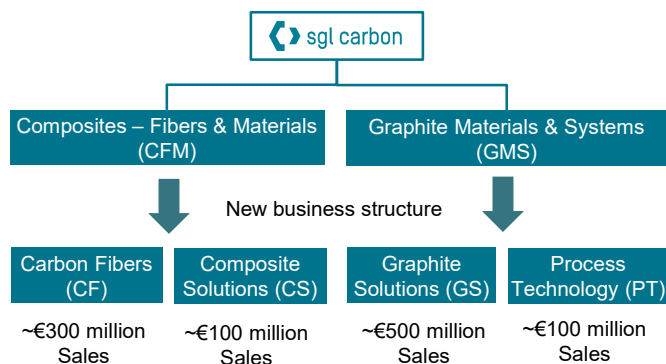 sgl carbon
Composites – Fibers & Materials
(CFM)
Graphite Materials & Systems
(GMS)
New business structure
Carbon Fibers
(CF)
Composite
Solutions (CS)
Graphite
Solutions (GS)
Process
Technology (PT)
~€300 million
Sales
~€100 million
Sales
~€500 million
Sales
~€100 million
Sales